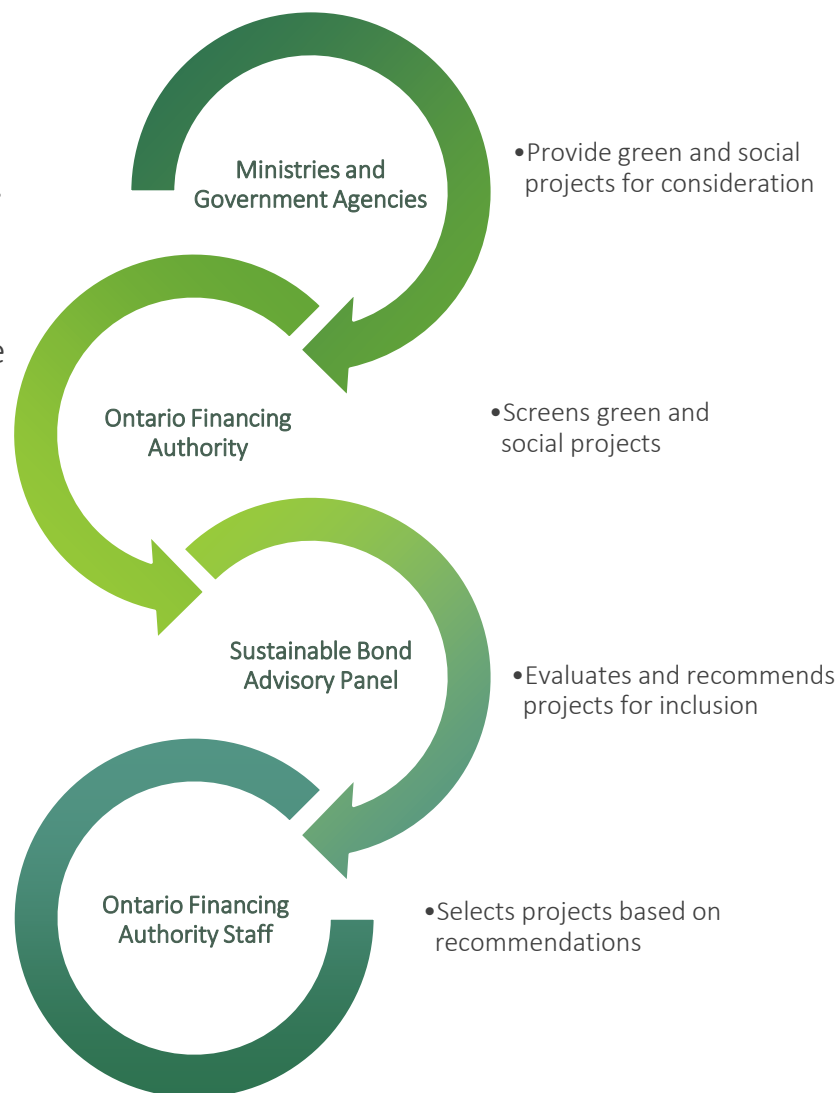 Ministries and
Government Agencies
•Provide green and social
projects for consideration
e
Ontario Financing
Authority
•Screens green and
social projects
Sustainable Bond
Advisory Panel
•Evaluates and recommends
projects for inclusion
Ontario Financing
Authority Staff
•Selects projects based on
recommendations